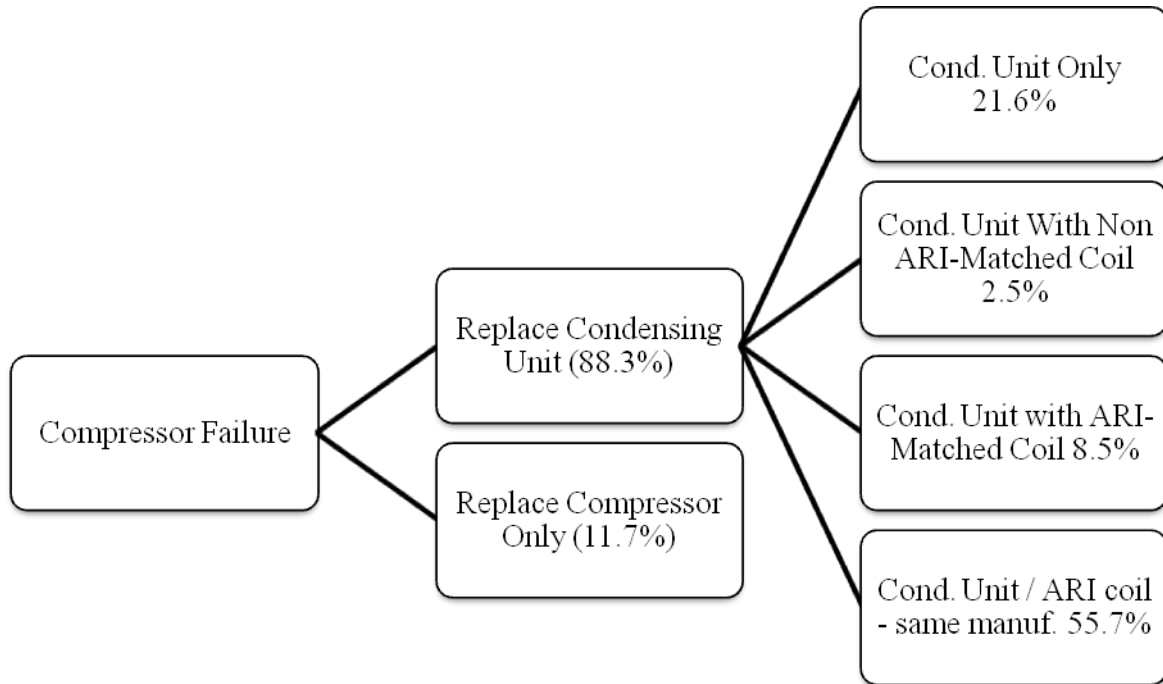 Compressor Failure
Replace Condensing
Unit (88.3%)
Replace Compressor
Only (11.7%)
Cond. Unit Only
21.6%
Cond. Unit With Non
ARI-Matched Coil
2.5%
Cond. Unit with ARI-
Matched Coil 8.5%
Cond. Unit / ARI coil
- same manuf. 55.7%